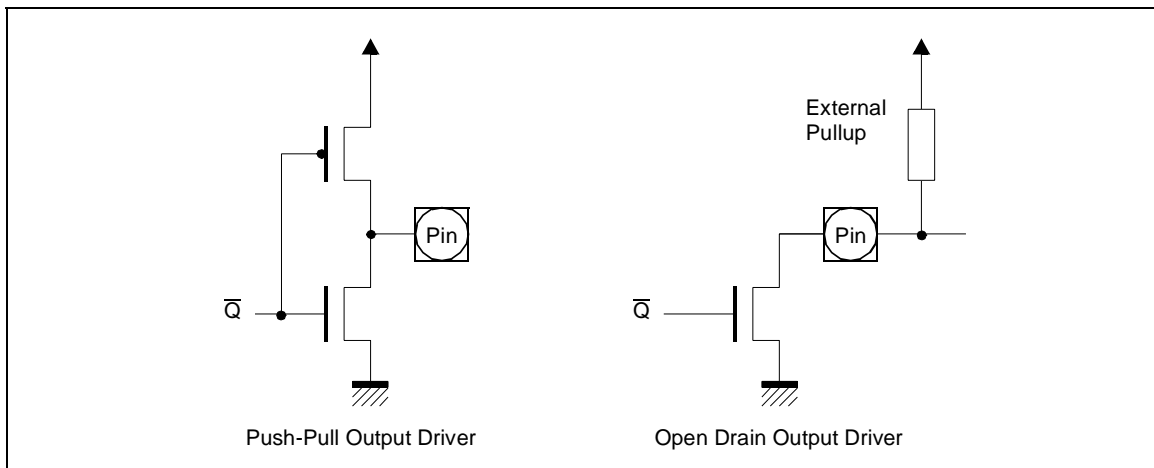 External
Pullup
Pin
Pin
Q̅
Q̅
Push-Pull Output Driver
Open Drain Output Driver